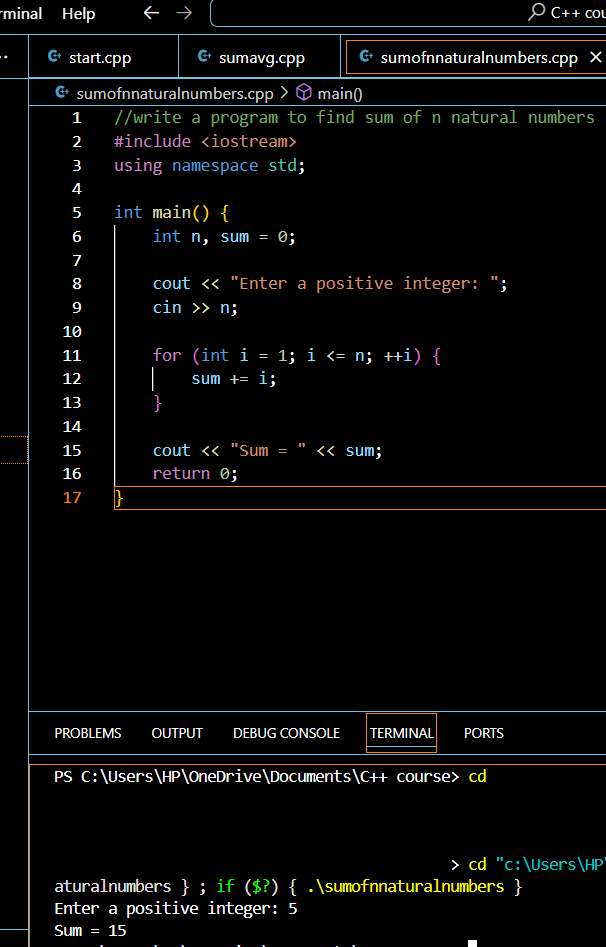 rminal Help ← → C++ cou
start.cpp sumavg.cpp sumofnnaturalnumbers.cpp ×
sumofnnaturalnumbers.cpp > main()
1 //write a program to find sum of n natural numbers
2 #include <iostream>
3 using namespace std;
4
5 int main() {
6 int n, sum = 0;
7
8 cout << "Enter a positive integer: ";
9 cin >> n;
10
11 for (int i = 1; i <= n; ++i) {
12 sum += i;
13 }
14
15 cout << "Sum = " << sum;
16 return 0;
17 }
PROBLEMS OUTPUT DEBUG CONSOLE TERMINAL PORTS
PS C:\Users\HP\OneDrive\Documents\C++ course> cd
> cd "c:\Users\HP\
aturalnumbers } ; if ($?) { .\sumofnnaturalnumbers }
Enter a positive integer: 5
Sum = 15